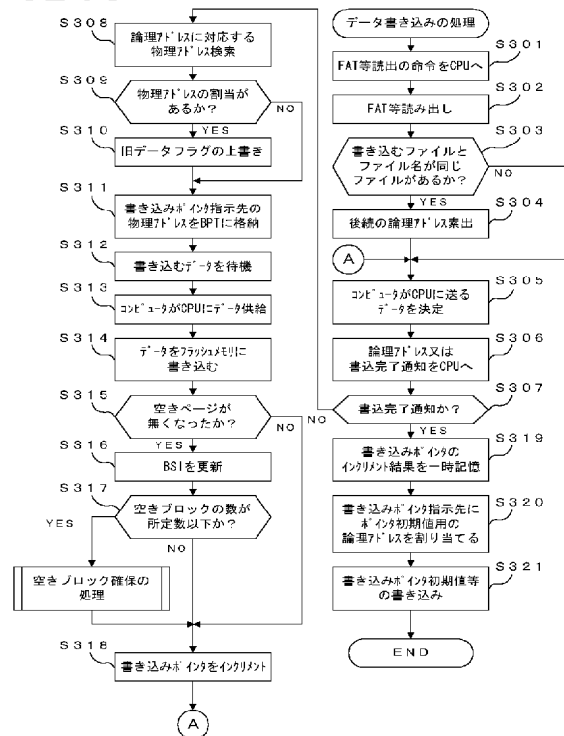 データ書き込みの処理
S301
FAT等読出の命令をCPUへ
S302
FAT等読み出し
S303
書き込むファイルと
ファイル名が同じ
ファイルがあるか?
NO
YES
S304
後続の論理アドレス索出
A
S305
コンピュータがCPUに送る
データを決定
S306
論理アドレス又は
書込完了通知をCPUへ
S307
書込完了通知か?
NO
YES
S308
論理アドレスに対応する
物理アドレス検索
S309
物理アドレスの割当が
あるか?
NO
YES
S310
旧データフラグの上書き
S311
書き込みポインタ指示先の
物理アドレスをBPTに格納
S312
書き込むデータを待機
S313
コンピュータがCPUにデータ供給
S314
データをフラッシュメモリに
書き込む
S315
空きページが
無くなったか?
NO
YES
S316
BSIを更新
S317
空きブロックの数が
所定数以下か?
YES
NO
空きブロック確保の
処理
S318
書き込みポインタをインクリメント
A
S319
書き込みポインタの
インクリメント結果を一時記憶
S320
書き込みポインタ指示先に
ポインタ初期値用の
論理アドレスを割り当てる
S321
書き込みポインタ初期値等
の書き込み
END